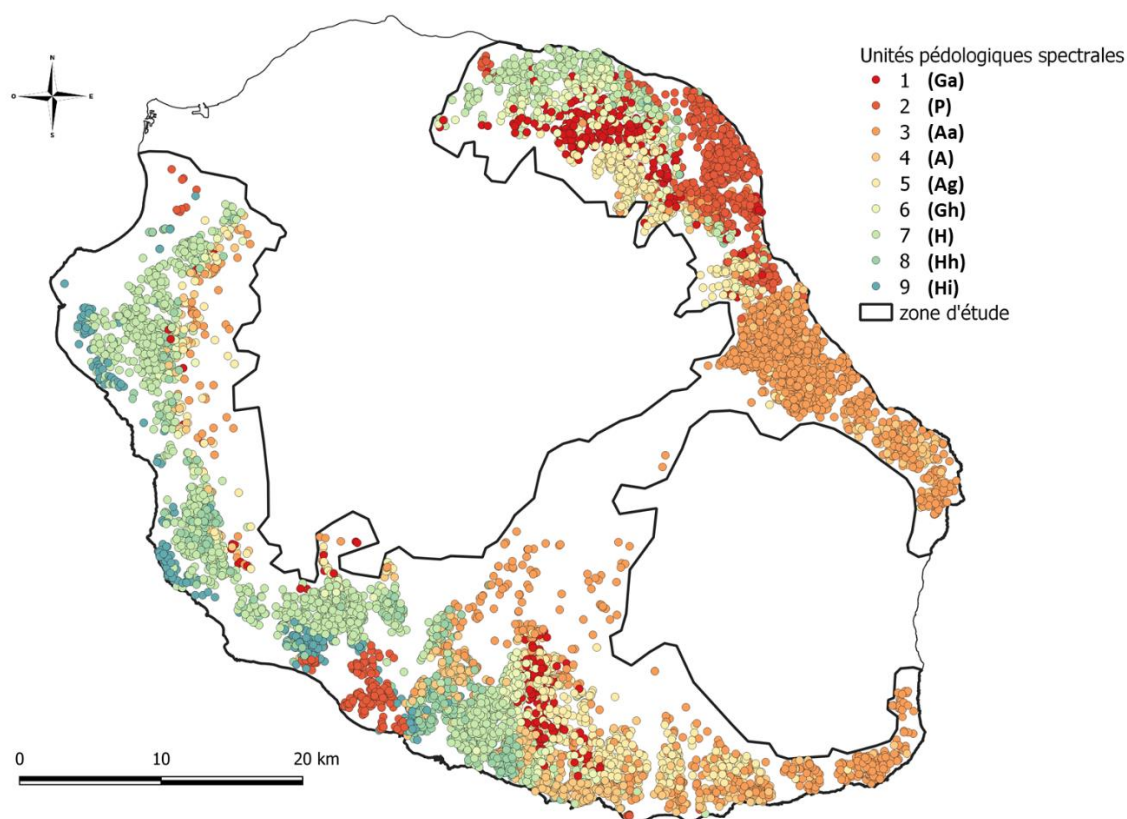 N
O E
S
Unités pédologiques spectrales
1 (Ga)
2 (P)
3 (Aa)
4 (A)
5 (Ag)
6 (Gh)
7 (H)
8 (Hh)
9 (Hi)
zone d'étude
0 10 20 km